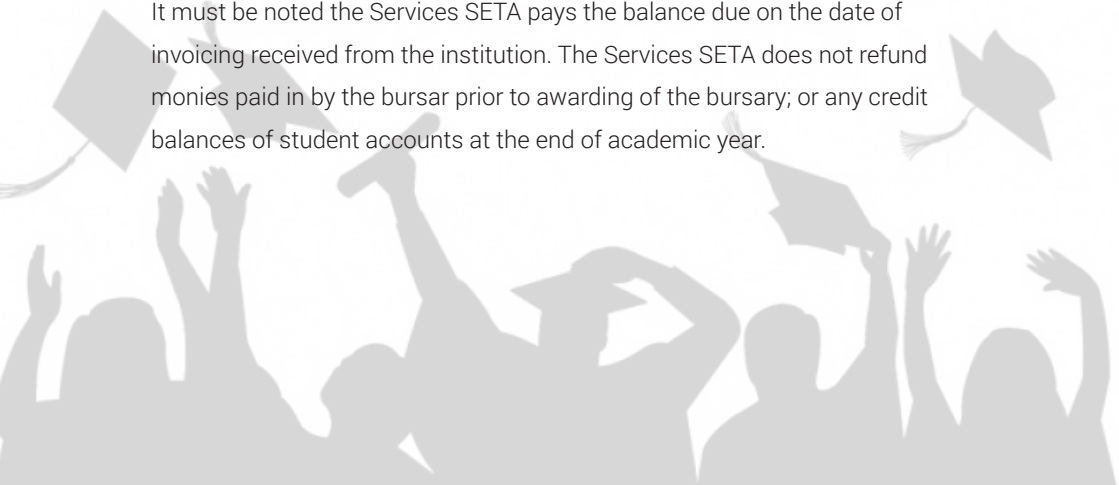 It must be noted the Services SETA pays the balance due on the date of
invoicing received from the institution. The Services SETA does not refund
monies paid in by the bursar prior to awarding of the bursary; or any credit
balances of student accounts at the end of academic year.